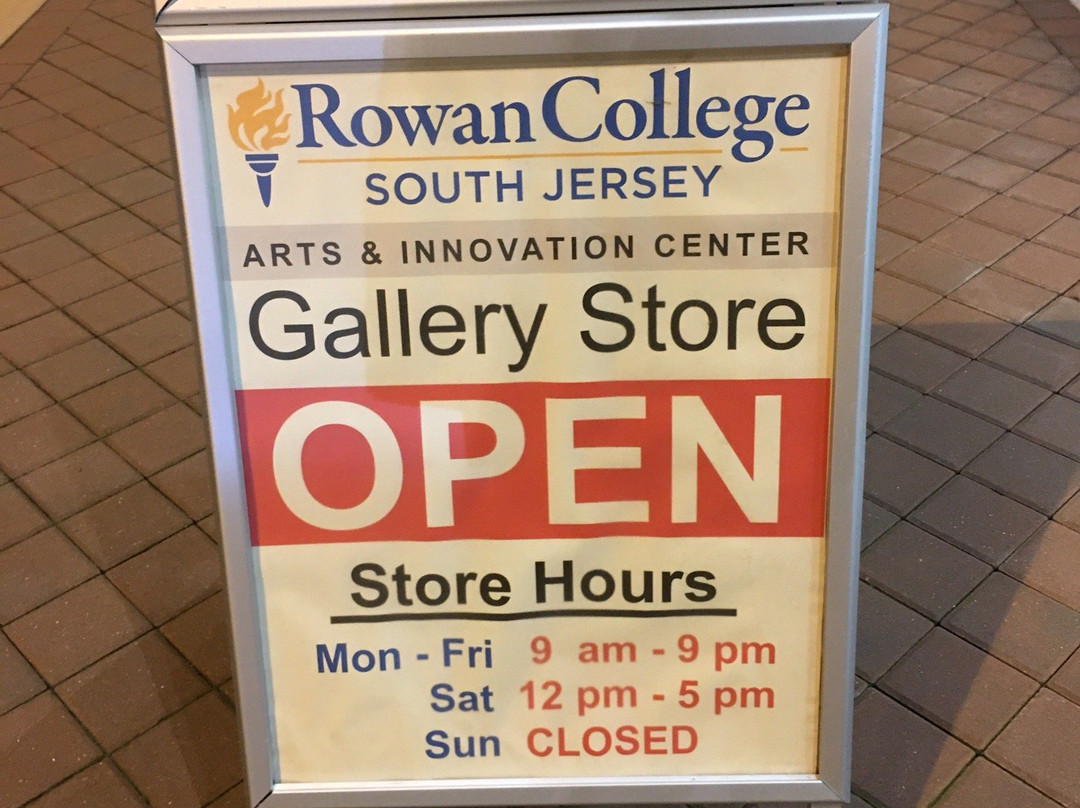 Rowan College
SOUTH JERSEY
ARTS & INNOVATION CENTER
Gallery Store
OPEN
Store Hours
Mon - Fri 9 am - 9 pm
Sat 12 pm - 5 pm
Sun CLOSED